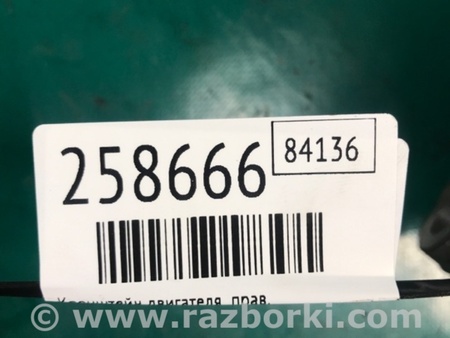 258666
84136
Кронштейн двигателя прав.
© www.razborki.com